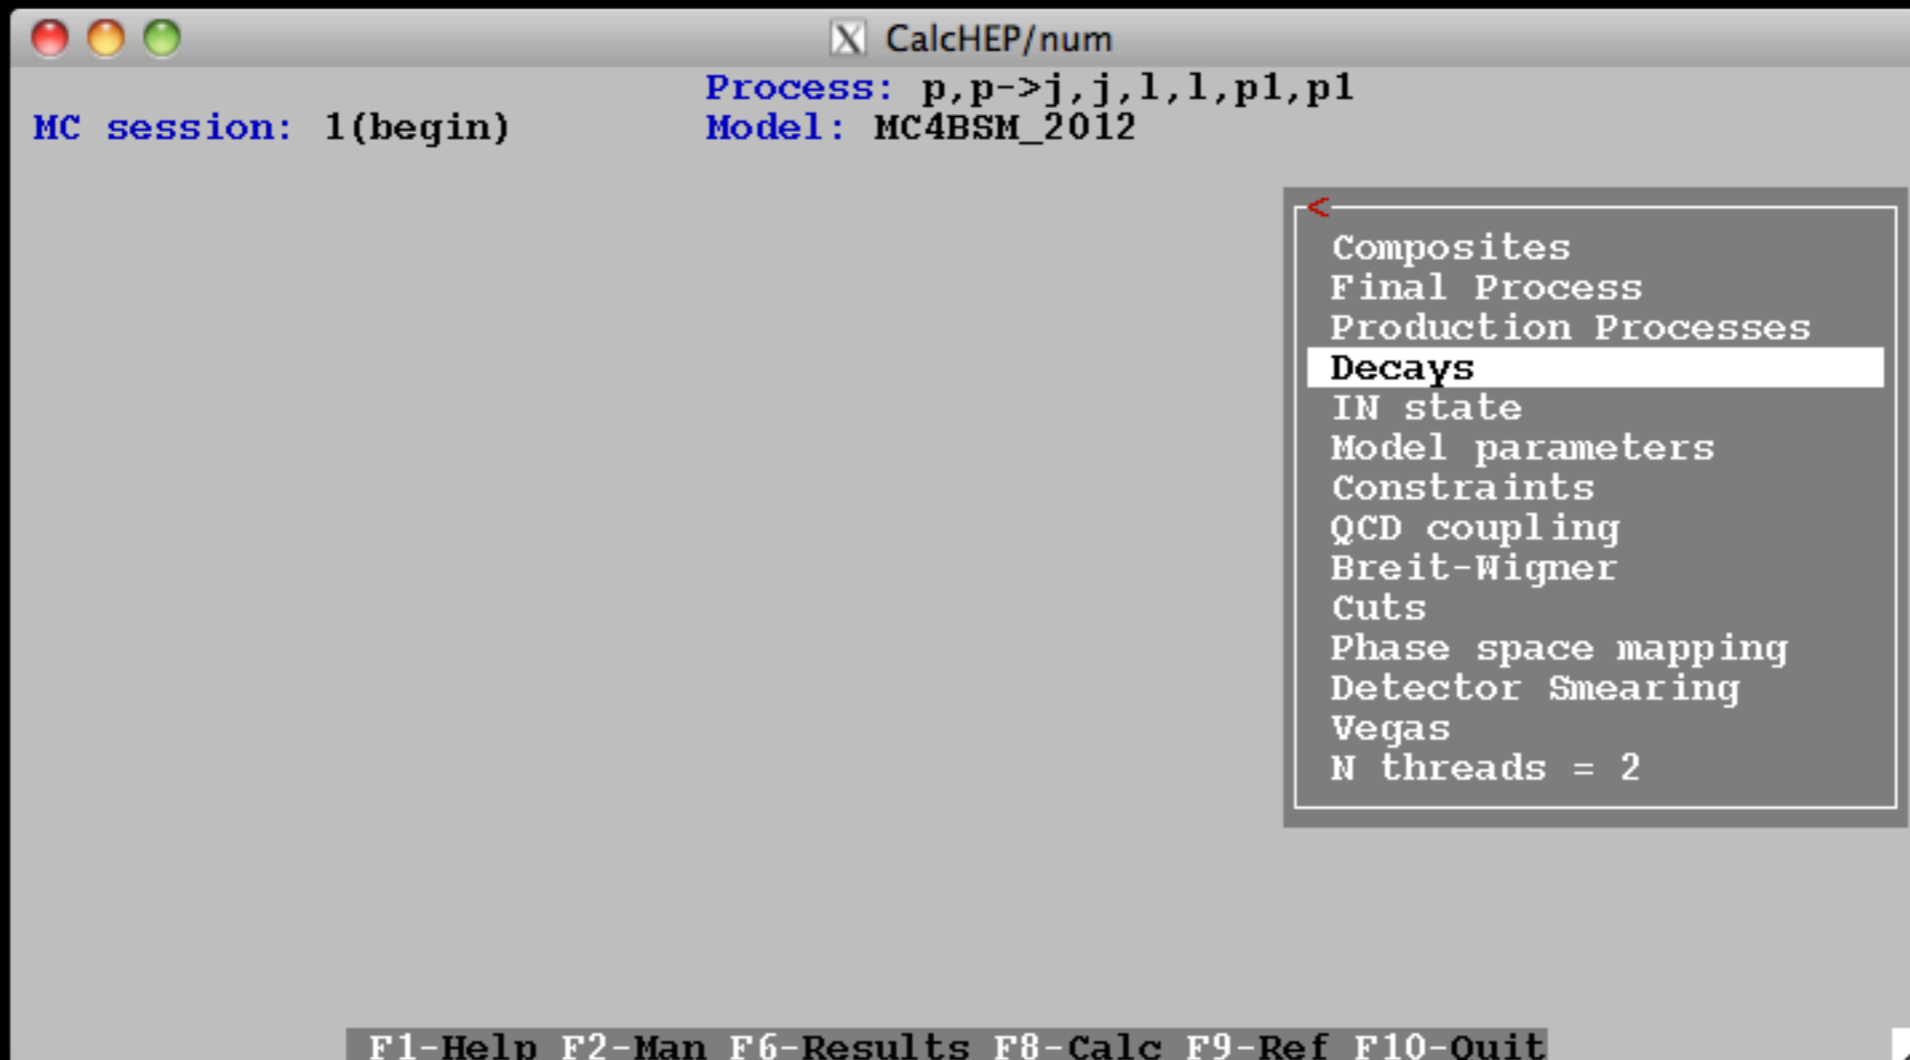 X CalcHEP/num
Process: p,p->j,j,l,l,p1,p1
MC session: 1(begin) Model: MC4BSM_2012
<
Composites
Final Process
Production Processes
Decays
IN state
Model parameters
Constraints
QCD coupling
Breit-Wigner
Cuts
Phase space mapping
Detector Smearing
Vegas
N threads = 2
F1-Help F2-Man F6-Results F8-Calc F9-Ref F10-Quit